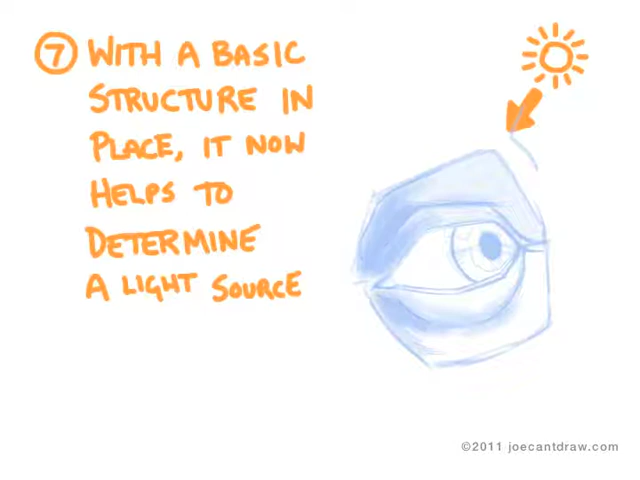 7 WITH A BASIC
STRUCTURE IN
PLACE, IT NOW
HELPS TO
DETERMINE
A LIGHT SOURCE
©2011 joecantdraw.com